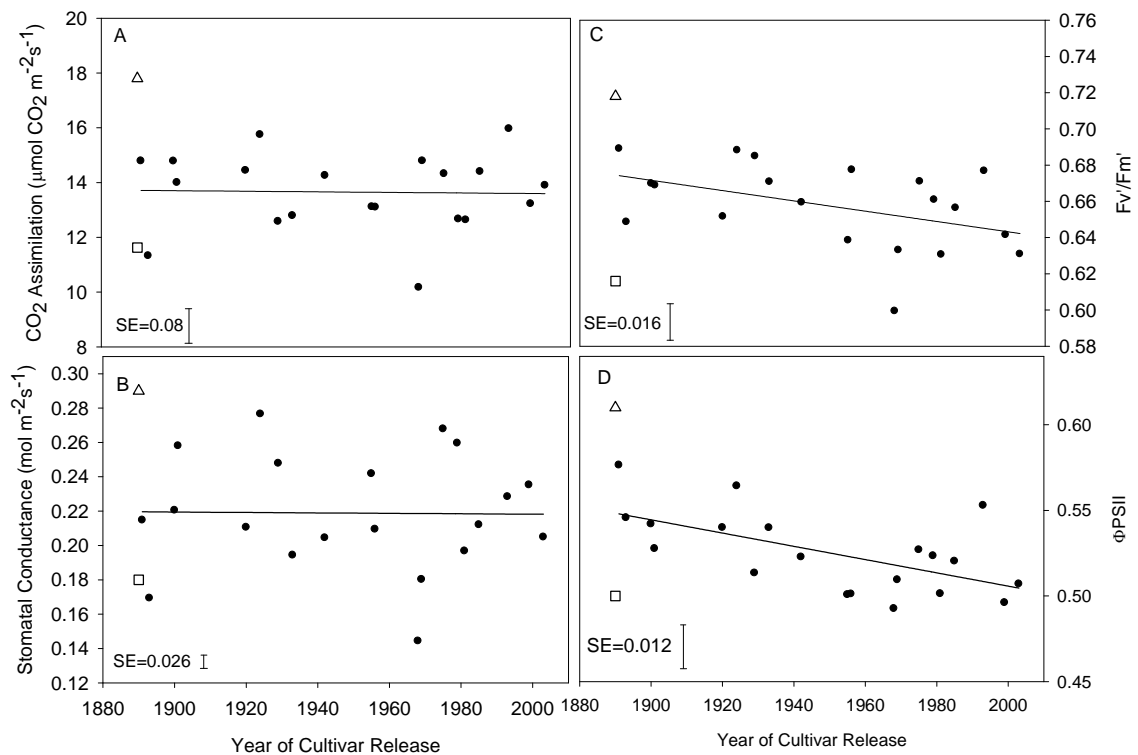 A
CO2 Assimilation (μmol CO2 m-2s-1)
20
18
16
14
12
10
8
SE=0.08
C
Fv'/Fm'
0.76
0.74
0.72
0.70
0.68
0.66
0.64
0.62
0.60
0.58
SE=0.016
B
Stomatal Conductance (mol m-2s-1)
0.30
0.28
0.26
0.24
0.22
0.20
0.18
0.16
0.14
0.12
SE=0.026
1880 1900 1920 1940 1960 1980 2000
Year of Cultivar Release
D
ΦPSII
0.60
0.55
0.50
0.45
SE=0.012
1880 1900 1920 1940 1960 1980 2000
Year of Cultivar Release